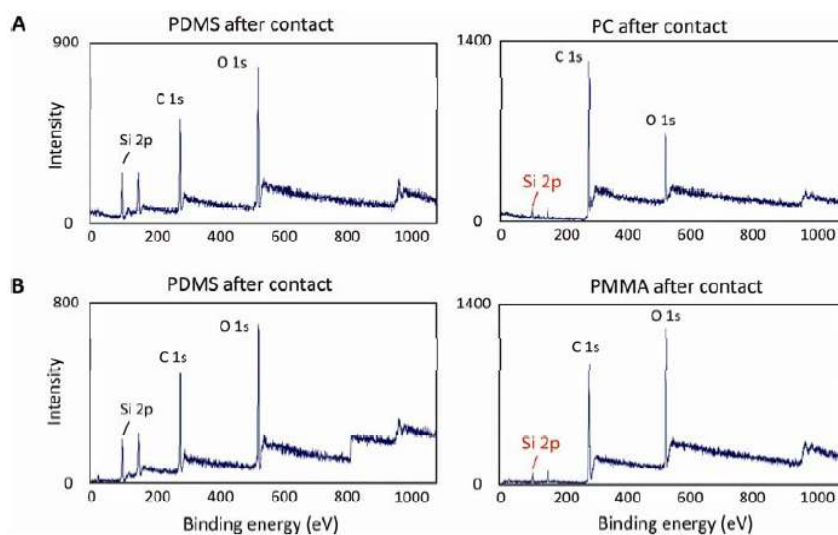 A
PDMS after contact
900
Intensity
0
Si 2p
C 1s
O 1s
0 200 400 600 800 1000
PC after contact
1400
0
Si 2p
C 1s
O 1s
0 200 400 600 800 1000
B
PDMS after contact
800
Intensity
0
Si 2p
C 1s
O 1s
0 200 400 600 800 1000
Binding energy (eV)
PMMA after contact
1400
0
Si 2p
C 1s
O 1s
0 200 400 600 800 1000
Binding energy (eV)